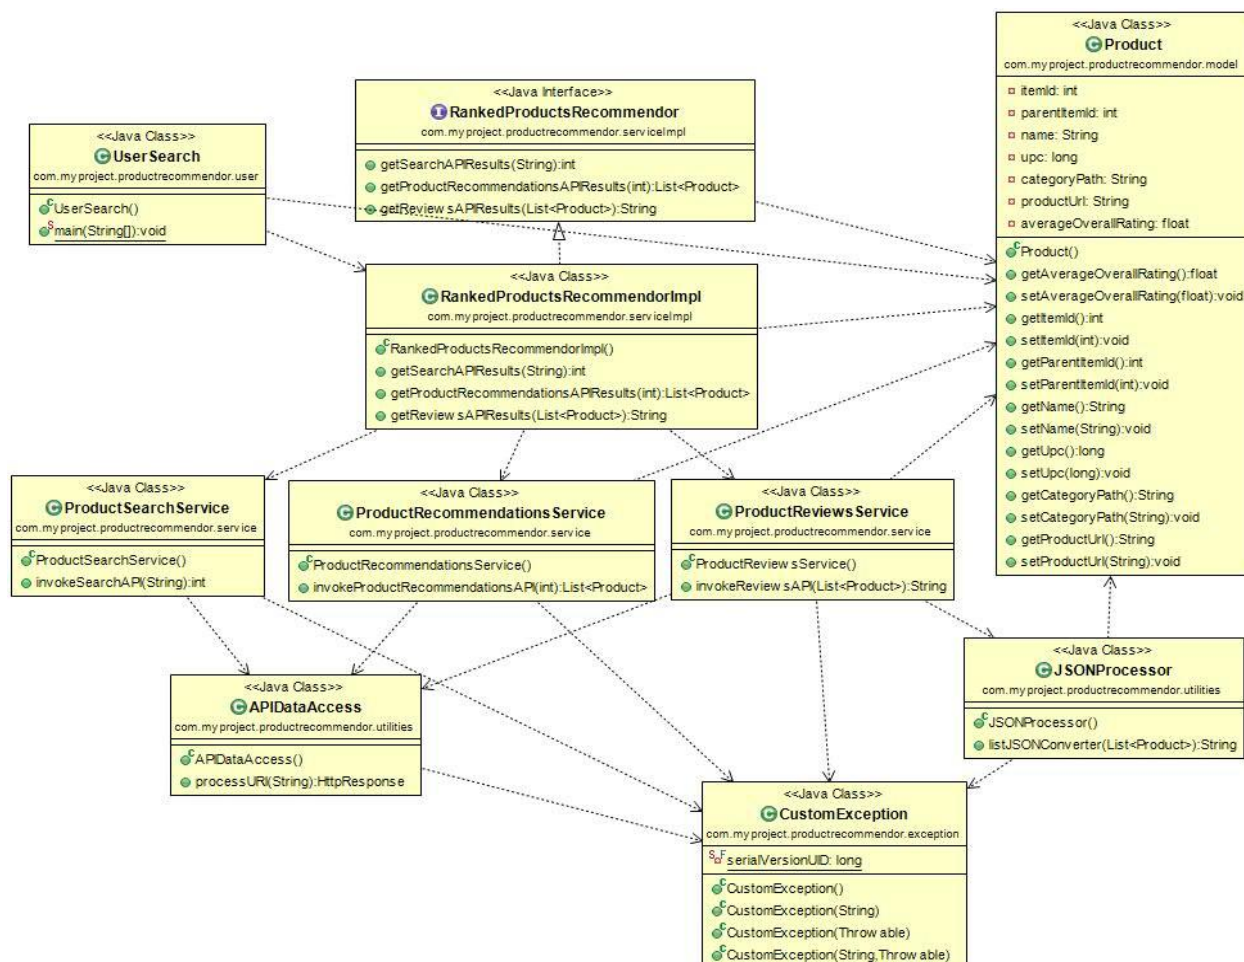 <<Java Class>>
Product
com.myproject.productrecommendor.model
itemId: int
parentItemId: int
name: String
upc: long
categoryPath: String
productUrl: String
averageOverallRating: float
Product()
getAverageOverallRating():float
setAverageOverallRating(float):void
getItemId():int
setItemId(int):void
getParentItemId():int
setParentItemId(int):void
getName():String
setName(String):void
getUpc():long
setUpc(long):void
getCategoryPath():String
setCategoryPath(String):void
getProductUrl():String
setProductUrl(String):void
<<Java Interface>>
RankedProductsRecommendor
com.myproject.productrecommendor.serviceImpl
getSearchAPIResults(String):int
getProductRecommendationsAPIResults(int):List<Product>
getReviewsAPIResults(List<Product>):String
<<Java Class>>
UserSearch
com.myproject.productrecommendor.user
UserSearch()
main(String[]):void
<<Java Class>>
RankedProductsRecommendorImpl
com.myproject.productrecommendor.serviceImpl
RankedProductsRecommendorImpl()
getSearchAPIResults(String):int
getProductRecommendationsAPIResults(int):List<Product>
getReviewsAPIResults(List<Product>):String
<<Java Class>>
ProductSearchService
com.myproject.productrecommendor.service
ProductSearchService()
invokeSearchAPI(String):int
<<Java Class>>
ProductRecommendationsService
com.myproject.productrecommendor.service
ProductRecommendationsService()
invokeProductRecommendationsAPI(int):List<Product>
<<Java Class>>
ProductReviewsService
com.myproject.productrecommendor.service
ProductReviewsService()
invokeReviewsAPI(List<Product>):String
<<Java Class>>
APIDataAccess
com.myproject.productrecommendor.utilities
APIDataAccess()
processURI(String):HttpResponse
<<Java Class>>
JSONProcessor
com.myproject.productrecommendor.utilities
JSONProcessor()
listJSONConverter(List<Product>):String
<<Java Class>>
CustomException
com.myproject.productrecommendor.exception
serialVersionUID: long
CustomException()
CustomException(String)
CustomException(Throwable)
CustomException(String,Throwable)